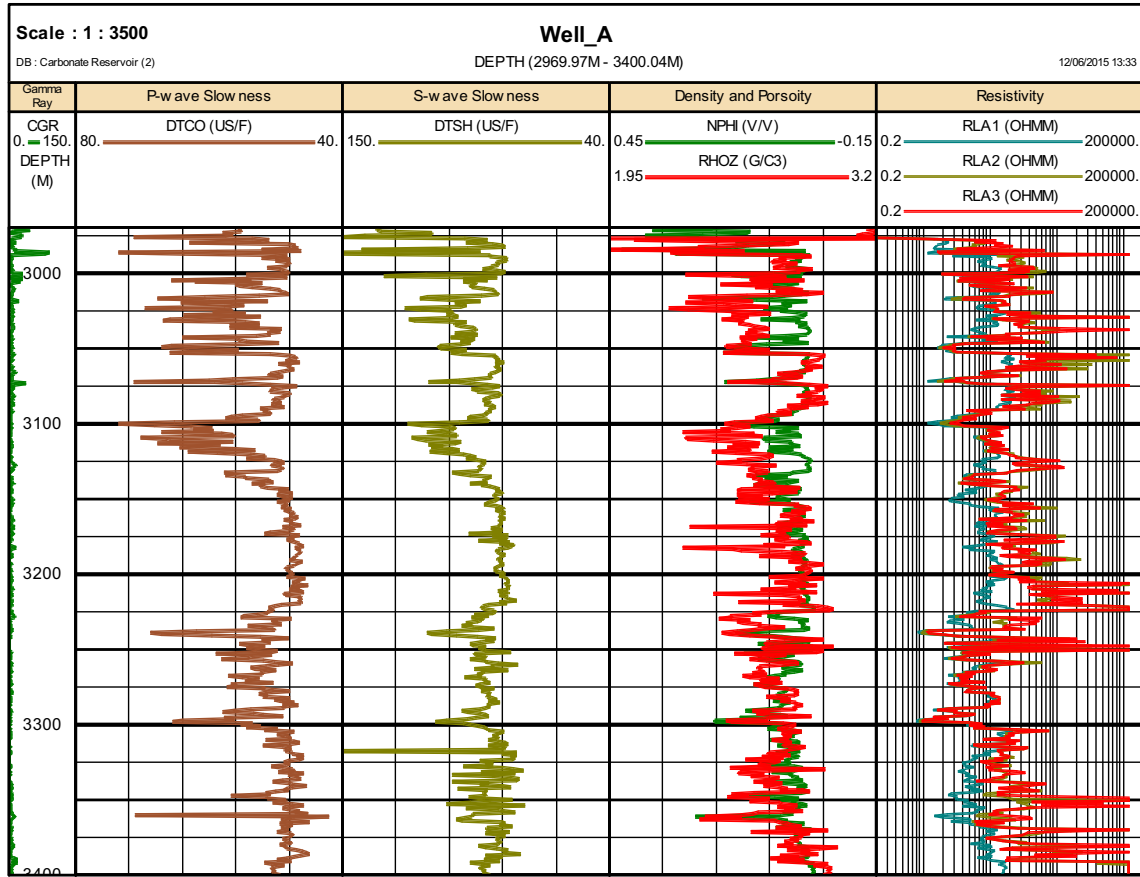 Scale : 1 : 3500
Well_A
DB : Carbonate Reservoir (2)
DEPTH (2969.97M - 3400.04M)
12/06/2015 13:33
Gamma
Ray
P-wave Slowness
S-wave Slowness
Density and Porsoity
Resistivity
CGR
0. 150.
DEPTH
(M)
DTCO (US/F)
80. 40.
DTSH (US/F)
150. 40.
NPHI (V/V)
0.45 -0.15
RHOZ (G/C3)
1.95 3.2
RLA1 (OHMM)
0.2 200000.
RLA2 (OHMM)
0.2 200000.
RLA3 (OHMM)
0.2 200000.
3000
3100
3200
3300
3400